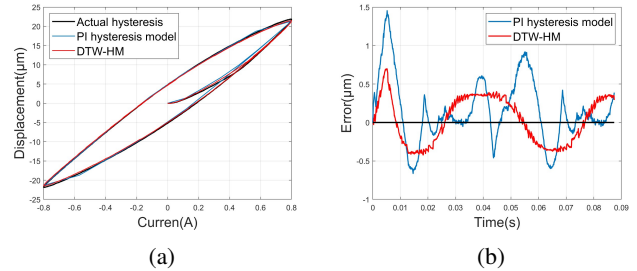 Actual hysteresis
PI hysteresis model
DTW-HM
Displacement(μm)
25
20
15
10
5
0
-5
-10
-15
-20
-25
-0.8 -0.6 -0.4 -0.2 0 0.2 0.4 0.6 0.8
Curren(A)
(a)
PI hysteresis model
DTW-HM
Error(μm)
1.5
1
0.5
0
-0.5
-1
0 0.01 0.02 0.03 0.04 0.05 0.06 0.07 0.08 0.09
Time(s)
(b)